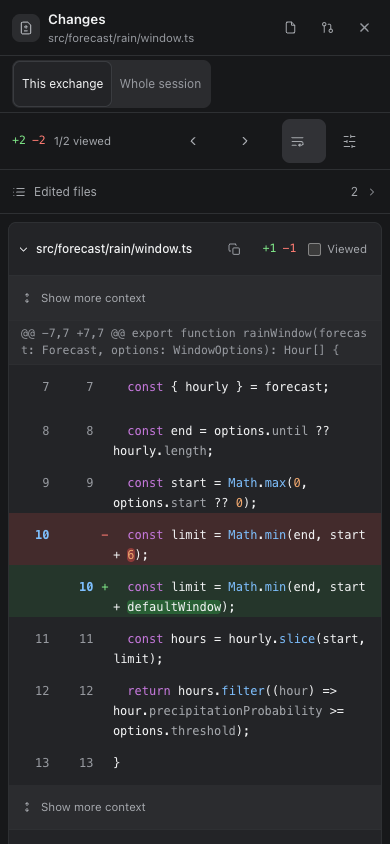 Changes
src/forecast/rain/window.ts
This exchange
Whole session
+2 −2 1/2 viewed
Edited files 2
src/forecast/rain/window.ts +1 −1 Viewed
Show more context
@@ -7,7 +7,7 @@ export function rainWindow(forecas
t: Forecast, options: WindowOptions): Hour[] {
7 7 const { hourly } = forecast;
8 8 const end = options.until ??
hourly.length;
9 9 const start = Math.max(0,
options.start ?? 0);
10 − const limit = Math.min(end, start
+ 6);
10 + const limit = Math.min(end, start
+ defaultWindow);
11 11 const hours = hourly.slice(start,
limit);
12 12 return hours.filter((hour) =>
hour.precipitationProbability >=
options.threshold);
13 13 }
Show more context